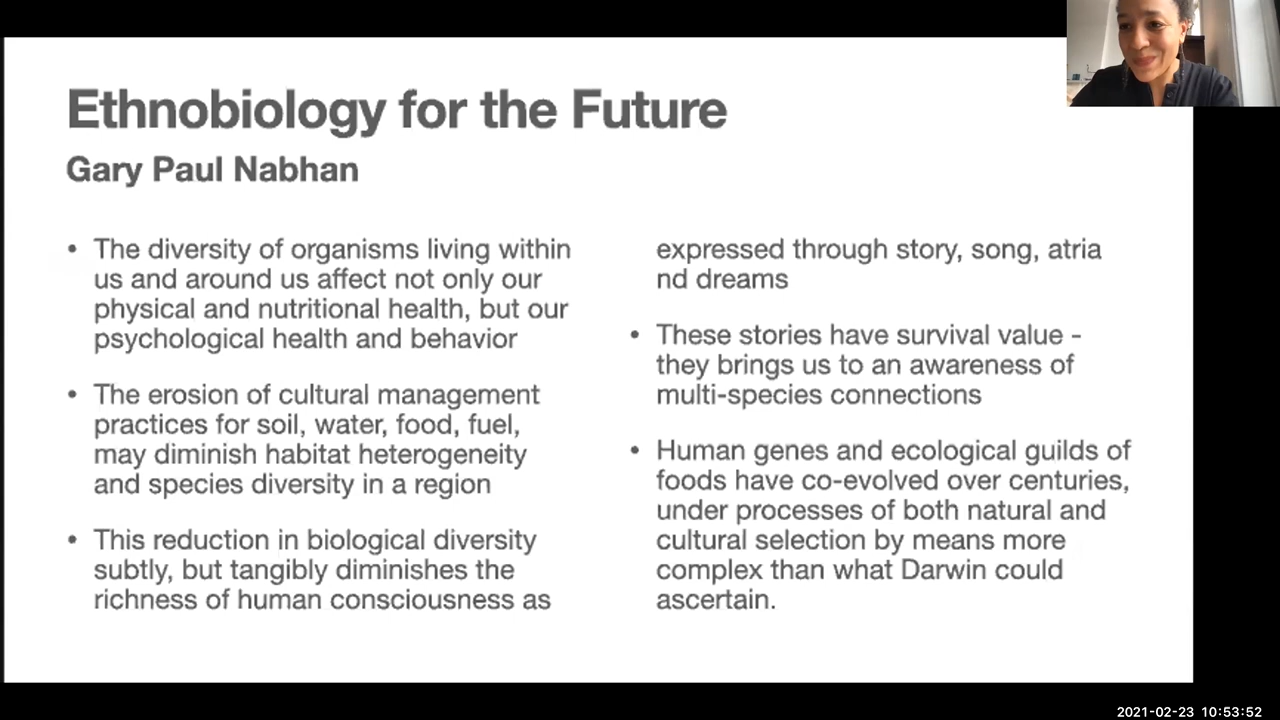 Ethnobiology for the Future
Gary Paul Nabhan
• The diversity of organisms living within
us and around us affect not only our
physical and nutritional health, but our
psychological health and behavior
• The erosion of cultural management
practices for soil, water, food, fuel,
may diminish habitat heterogeneity
and species diversity in a region
• This reduction in biological diversity
subtly, but tangibly diminishes the
richness of human consciousness as
expressed through story, song, atria
nd dreams
• These stories have survival value -
they brings us to an awareness of
multi-species connections
• Human genes and ecological guilds of
foods have co-evolved over centuries,
under processes of both natural and
cultural selection by means more
complex than what Darwin could
ascertain.
2021-02-23 10:53:52